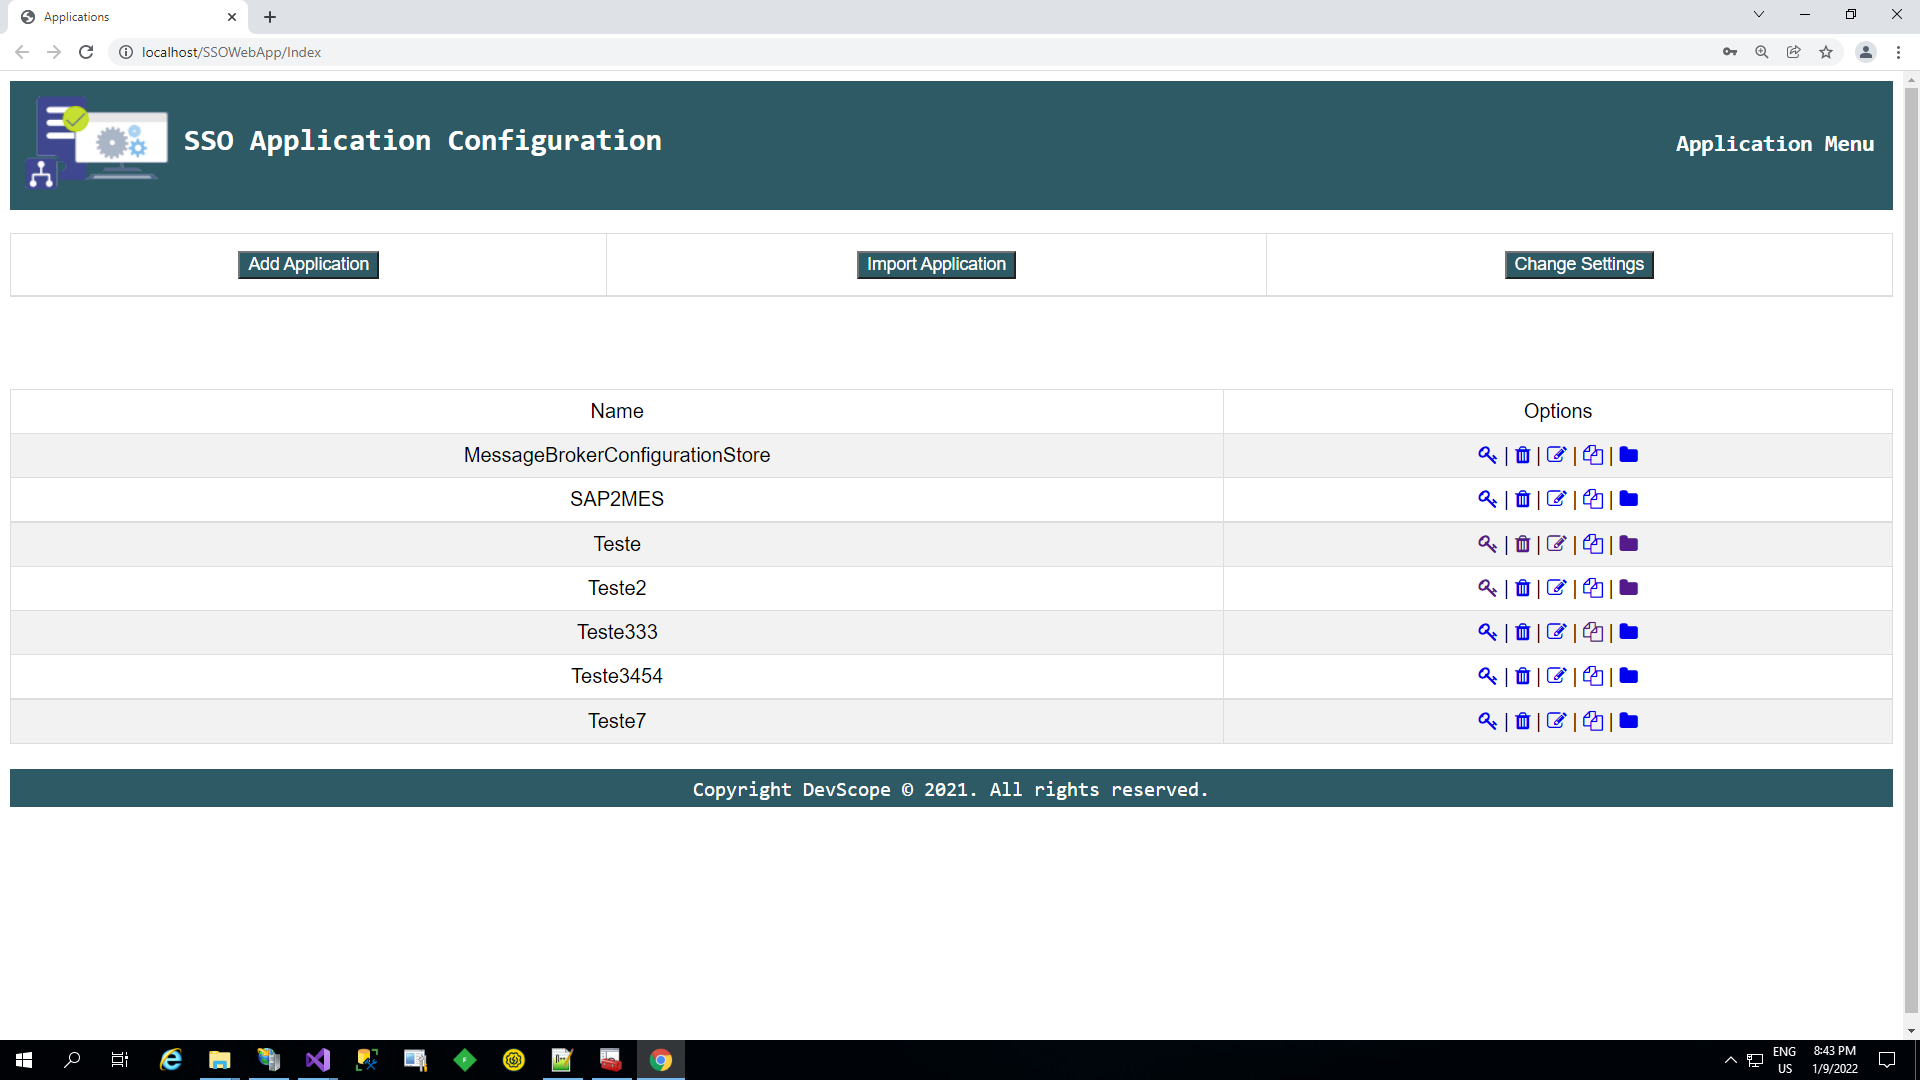 Applications
localhost/SSOWebApp/Index
SSO Application Configuration
Application Menu
Add Application
Import Application
Change Settings
Name
Options
MessageBrokerConfigurationStore
| | | |
SAP2MES
| | | |
Teste
| | | |
Teste2
| | | |
Teste333
| | | |
Teste3454
| | | |
Teste7
| | | |
Copyright DevScope © 2021. All rights reserved.
ENG
US
8:43 PM
1/9/2022